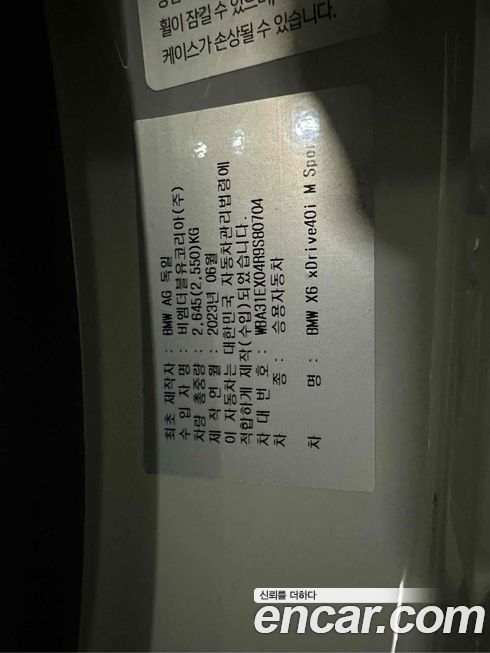 휠이 잠길 수 있으며
케이스가 손상될 수 있습니다.
최초 제작자 : BMW AG 독일
수 입 자 명 : 비엠더블유코리아(주)
차량 총중량 : 2,645(2,550)KG
제 작 연 월 : 2023년 06월
이 자동차는 대한민국 자동차관리법령에
적합하게 제작(수입)되었습니다.
차 대 번 호 : WBA31EX04R9S80704
차 종 : 승용자동차
차 명 : BMW X6 xDrive40i M Spor
신뢰를 더하다
encar.com